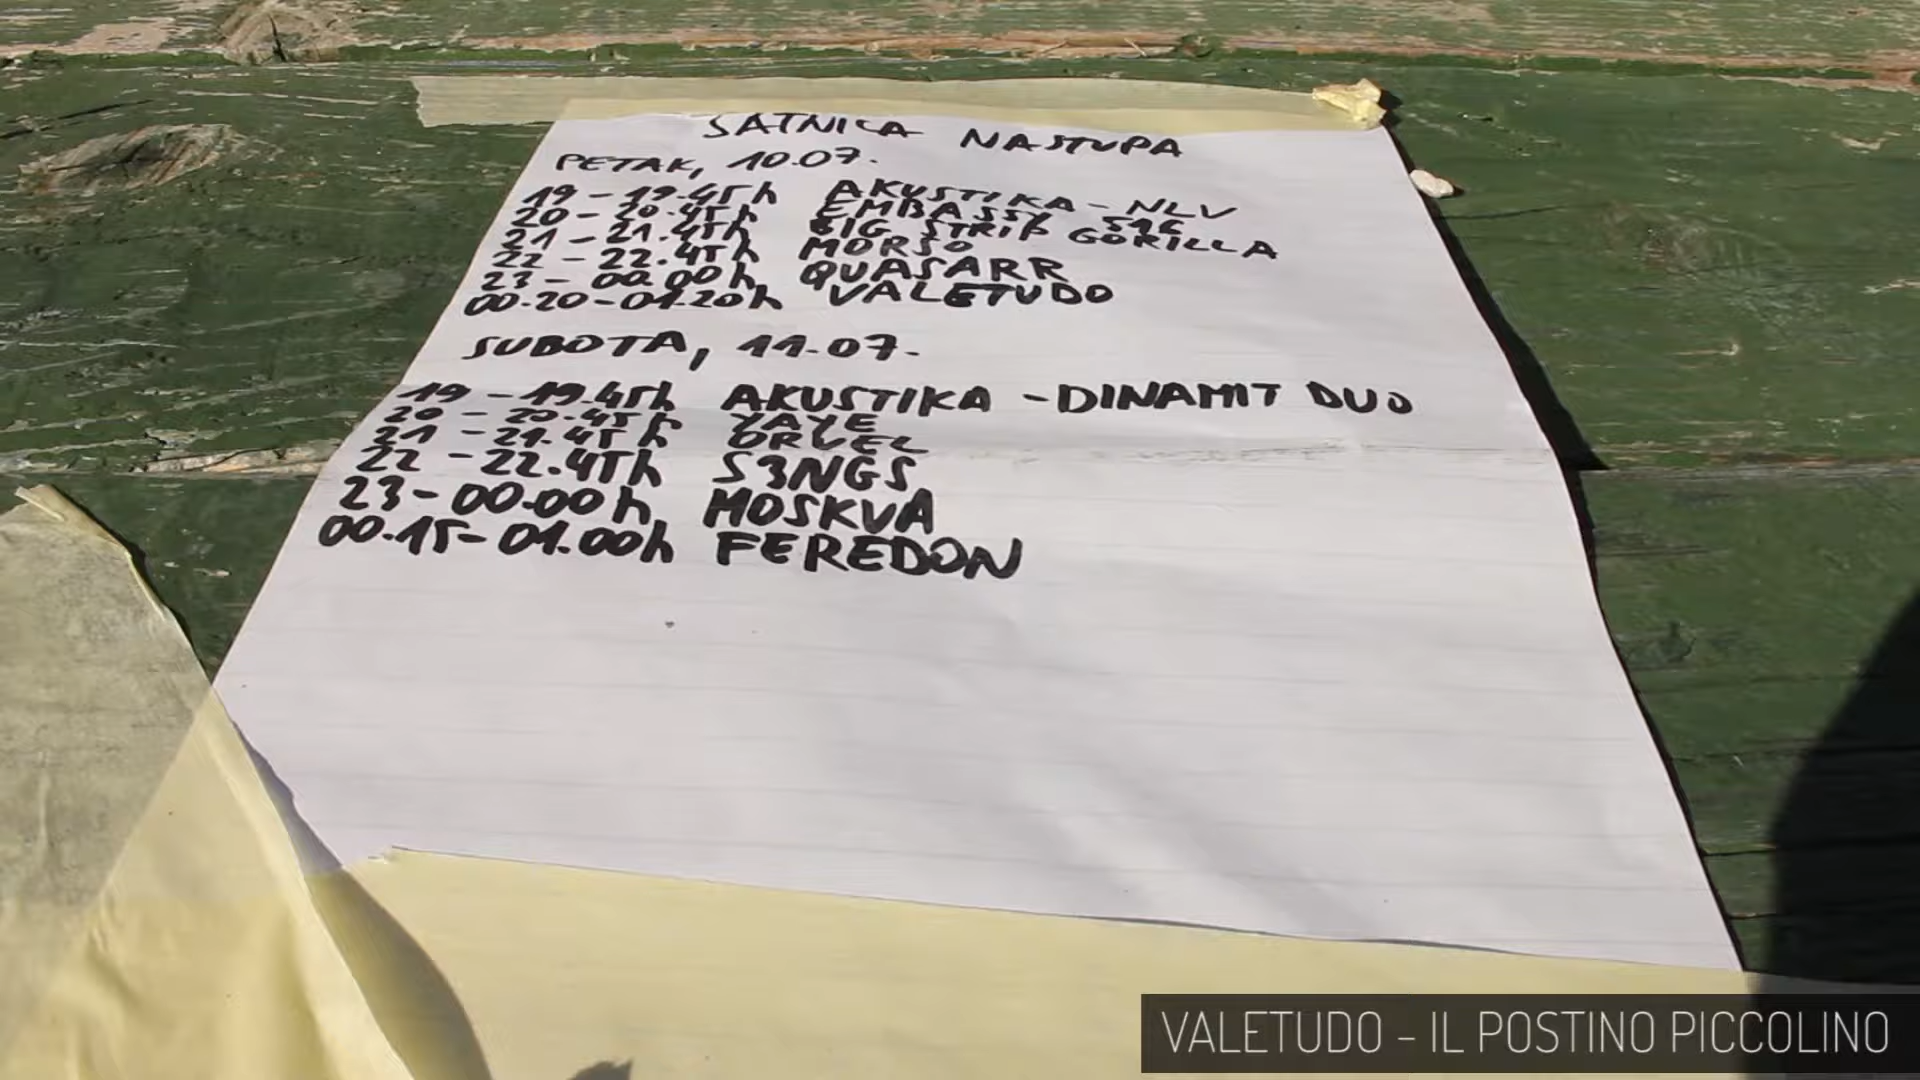 SATNICA NASTUPA
PETAK, 10.07.
19 - 19.45h AKUSTIKA - NLV
20 - 20.45h EMBASSY 516
21 - 21.45h BIG STRIP GORILLA
22 - 22.45h MORSO
23 - 00.00h QUASARR
00.20 - 01.20h VALETUDO
SUBOTA, 11.07.
19 - 19.45h AKUSTIKA - DINAMIT DUO
20 - 20.45h YAYE
21 - 21.45h ORVEL
22 - 22.45h S3NGS
23 - 00.00h MOSKVA
00.15 - 01.00h FEREDON
VALETUDO - IL POSTINO PICCOLINO